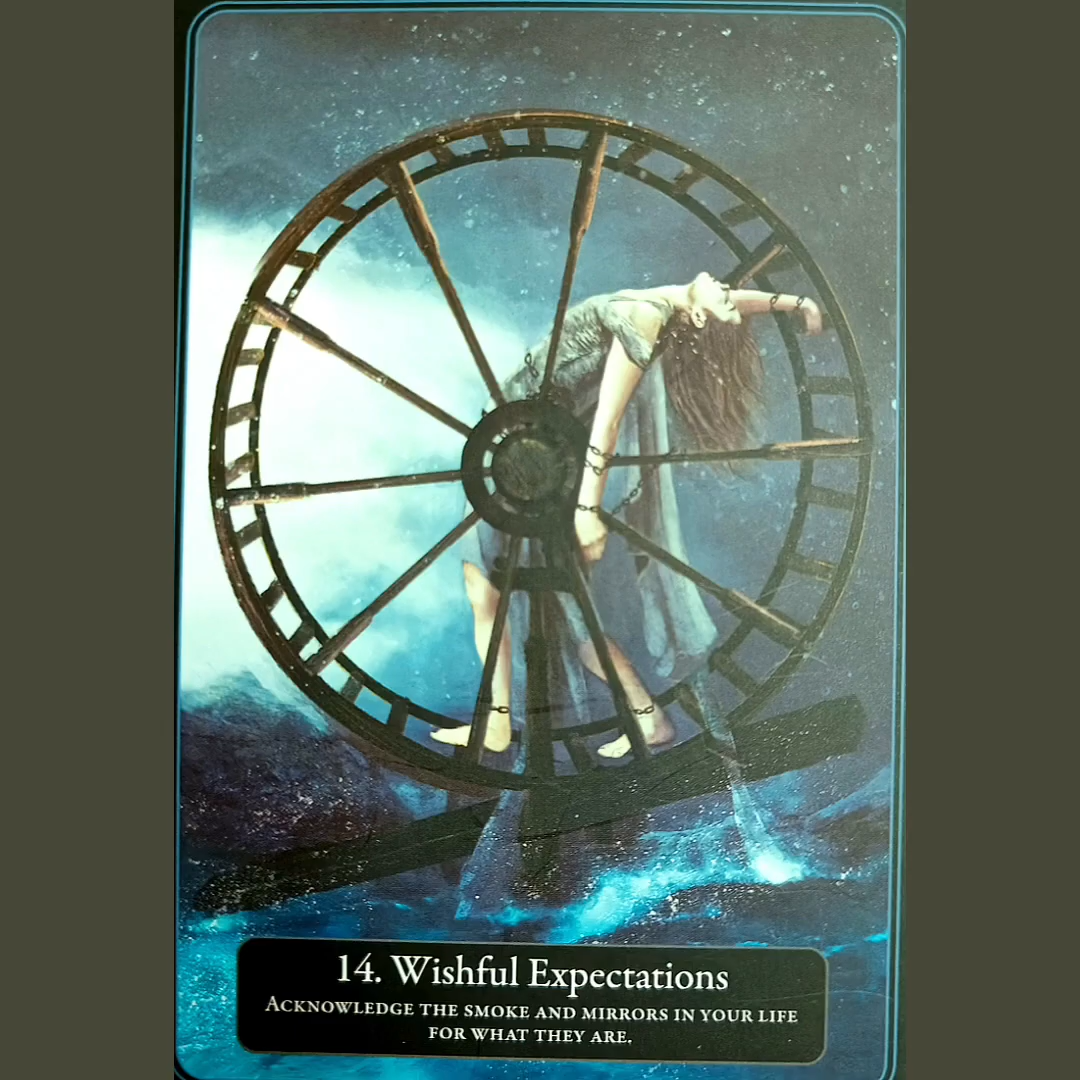 14. Wishful Expectations
Acknowledge the smoke and mirrors in your life
for what they are.